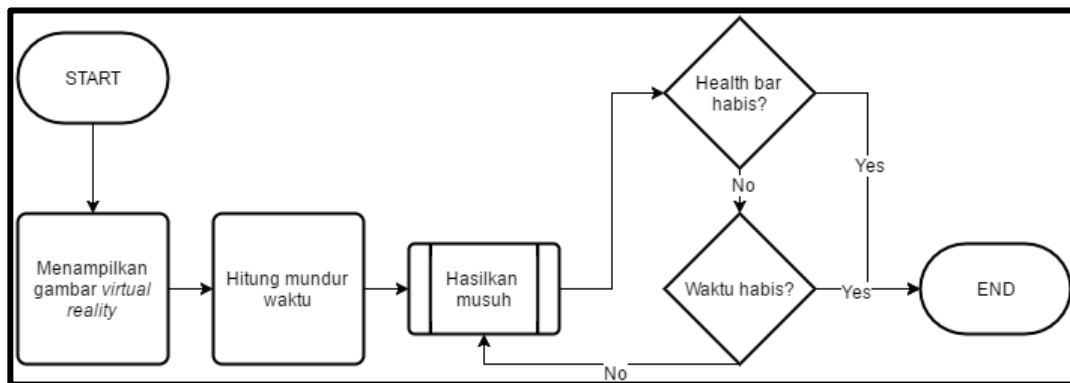 START
Menampilkan
gambar virtual
reality
Hitung mundur
waktu
Hasilkan
musuh
Health bar
habis?
Yes
No
Waktu habis?
Yes
No
END